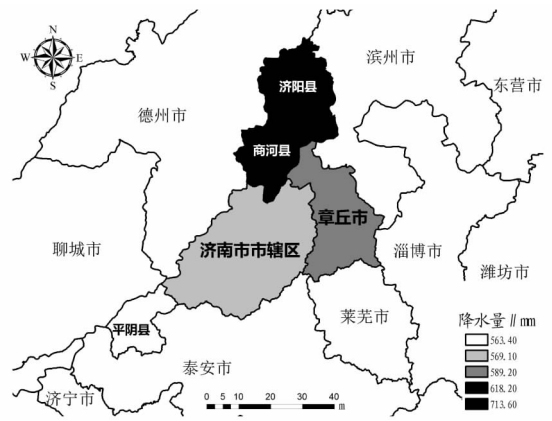 N
W
E
S
滨州市
济阳县
东营市
德州市
商河县
章丘市
聊城市
济南市市辖区
淄博市
潍坊市
莱芜市
平阴县
降水量//mm
563.40
569.10
589.20
618.20
713.60
泰安市
济宁市
0 5 10 20 30 40
m